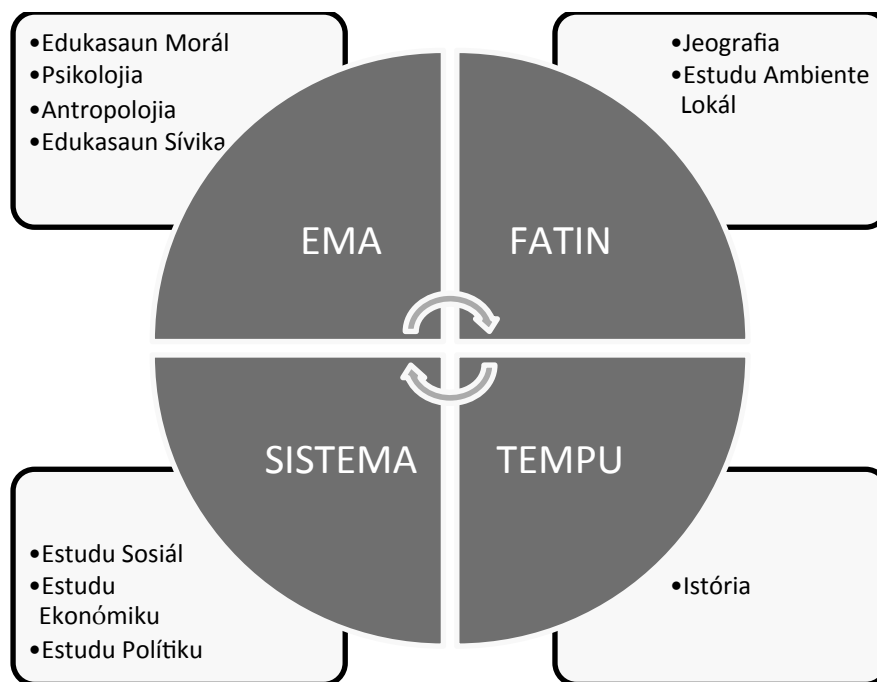 •Edukasaun Morál
•Psikolojia
•Antropolojia
•Edukasaun Sívika
•Jeografia
•Estudu Ambiente
Lokál
EMA
FATIN
SISTEMA
TEMPU
•Estudu Sosiál
•Estudu
Ekonómiku
•Estudu Polítiku
•Istória